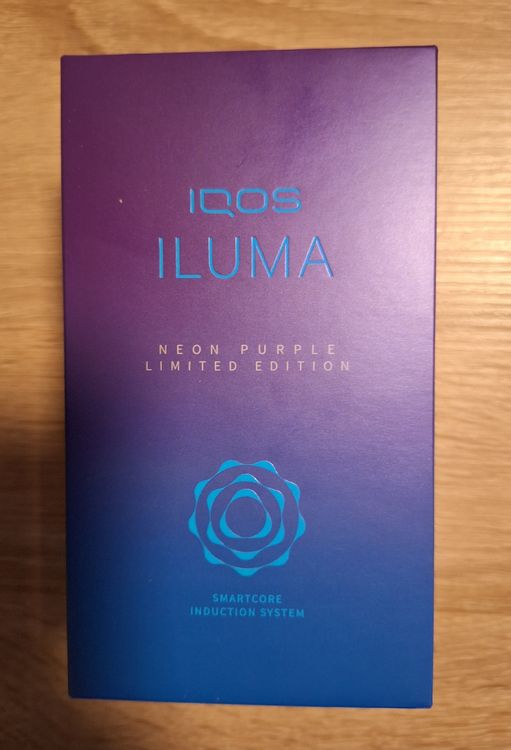 IQOS
ILUMA
NEON PURPLE
LIMITED EDITION
SMARTCORE
INDUCTION SYSTEM